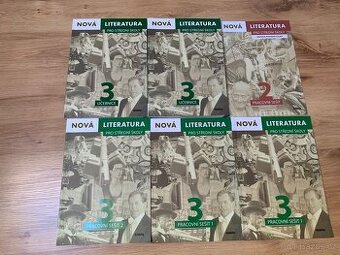 NOVÁ LITERATURA
PRO STŘEDNÍ ŠKOLY
3
UČEBNICE
NOVÁ LITERATURA
PRO STŘEDNÍ ŠKOLY
3
UČEBNICE
NOVÁ LITERATURA
PRO STŘEDNÍ ŠKOLY
2
PRACOVNÍ SEŠIT
NOVÁ LITERATURA
PRO STŘEDNÍ ŠKOLY
3
PRACOVNÍ SEŠIT 2
NOVÁ LITERATURA
PRO STŘEDNÍ ŠKOLY
3
PRACOVNÍ SEŠIT 1
NOVÁ LITERATURA
PRO STŘEDNÍ ŠKOLY
3
PRACOVNÍ SEŠIT 1